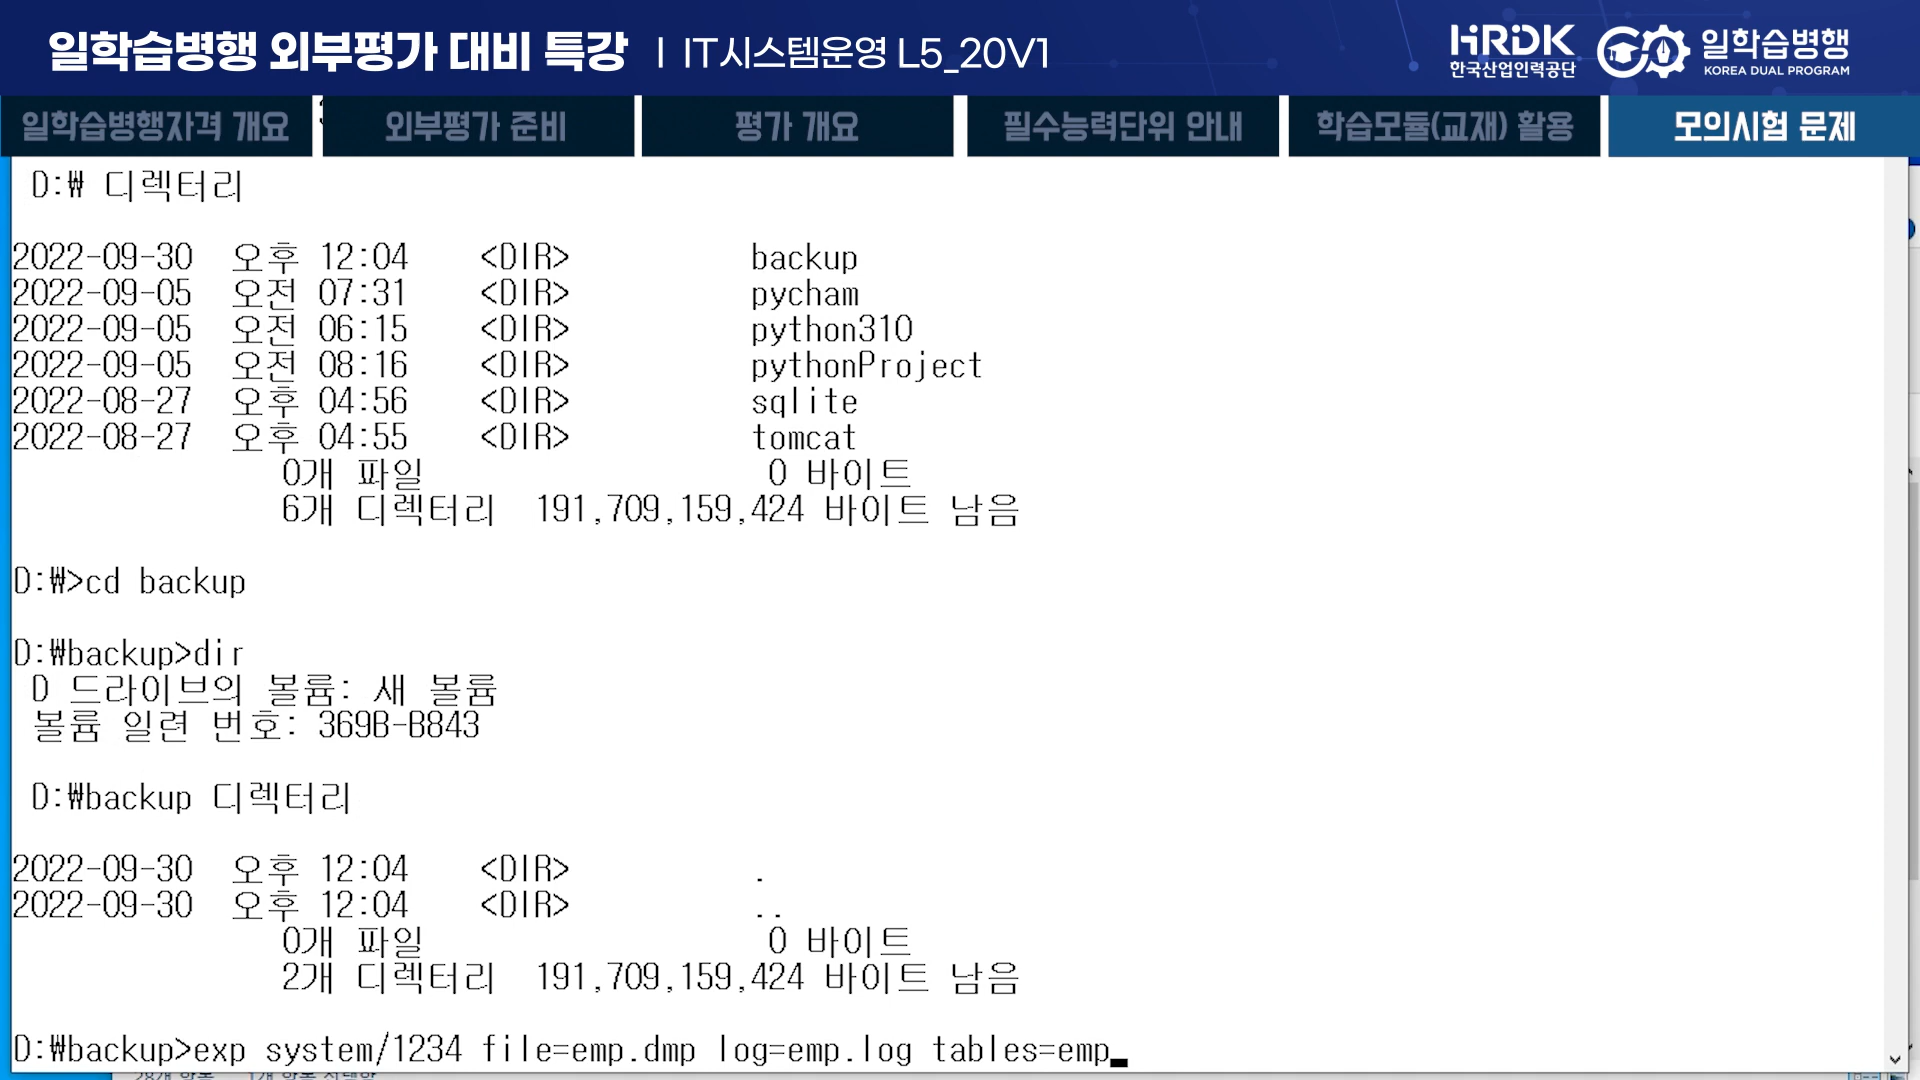 일학습병행 외부평가 대비 특강 | IT시스템운영 L5_20V1
HRDK 한국산업인력공단
일학습병행 KOREA DUAL PROGRAM
일학습병행자격 개요
외부평가 준비
평가 개요
필수능력단위 안내
학습모듈(교재) 활용
모의시험 문제
D:₩ 디렉터리
2022-09-30 오후 12:04 <DIR> backup
2022-09-05 오전 07:31 <DIR> pycham
2022-09-05 오전 06:15 <DIR> python310
2022-09-05 오전 08:16 <DIR> pythonProject
2022-08-27 오후 04:56 <DIR> sqlite
2022-08-27 오후 04:55 <DIR> tomcat
0개 파일 0 바이트
6개 디렉터리 191,709,159,424 바이트 남음
D:₩>cd backup
D:₩backup>dir
D 드라이브의 볼륨: 새 볼륨
볼륨 일련 번호: 369B-B843
D:₩backup 디렉터리
2022-09-30 오후 12:04 <DIR> .
2022-09-30 오후 12:04 <DIR> ..
0개 파일 0 바이트
2개 디렉터리 191,709,159,424 바이트 남음
D:₩backup>exp system/1234 file=emp.dmp log=emp.log tables=emp_